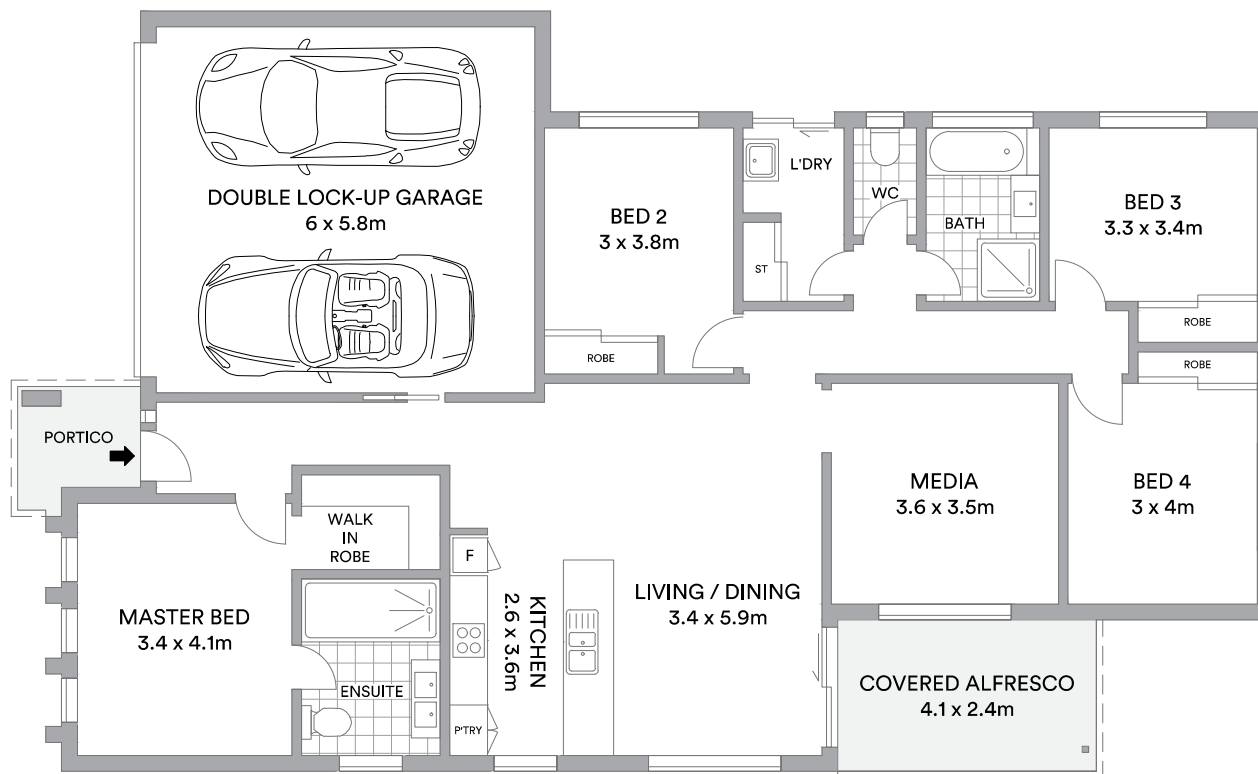 DOUBLE LOCK-UP GARAGE
6 x 5.8m
BED 2
3 x 3.8m
ROBE
L'DRY
ST
WC
BATH
BED 3
3.3 x 3.4m
ROBE
ROBE
PORTICO
WALK
IN
ROBE
MASTER BED
3.4 x 4.1m
ENSUITE
F
P'TRY
KITCHEN
2.6 x 3.6m
LIVING / DINING
3.4 x 5.9m
MEDIA
3.6 x 3.5m
BED 4
3 x 4m
COVERED ALFRESCO
4.1 x 2.4m